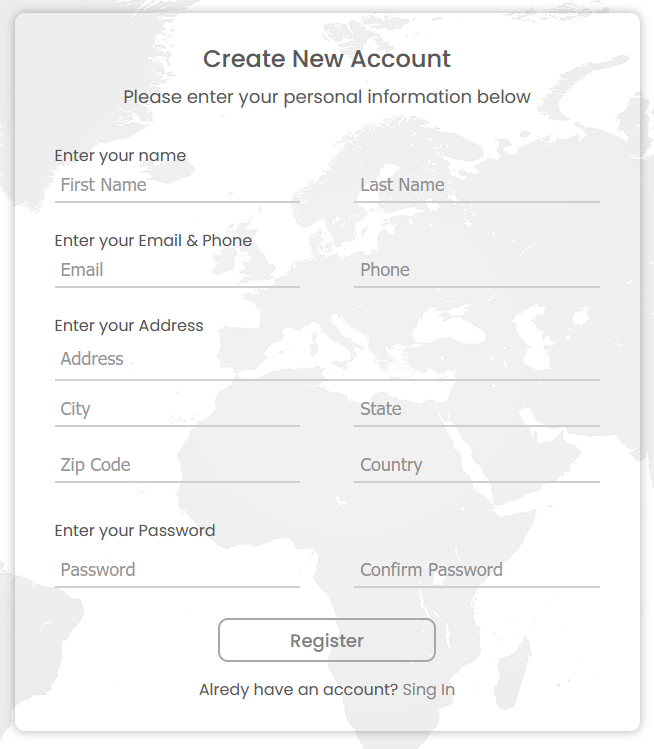 Create New Account
Please enter your personal information below
Enter your name
First Name Last Name
Enter your Email & Phone
Email Phone
Enter your Address
Address
City State
Zip Code Country
Enter your Password
Password Confirm Password
Register
Alredy have an account? Sing In